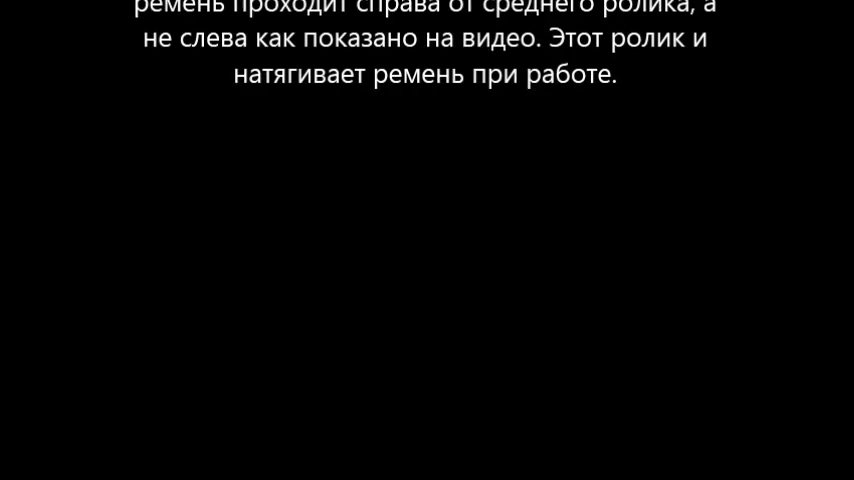 ремень проходит справа от среднего ролика, а
не слева как показано на видео. Этот ролик и
натягивает ремень при работе.